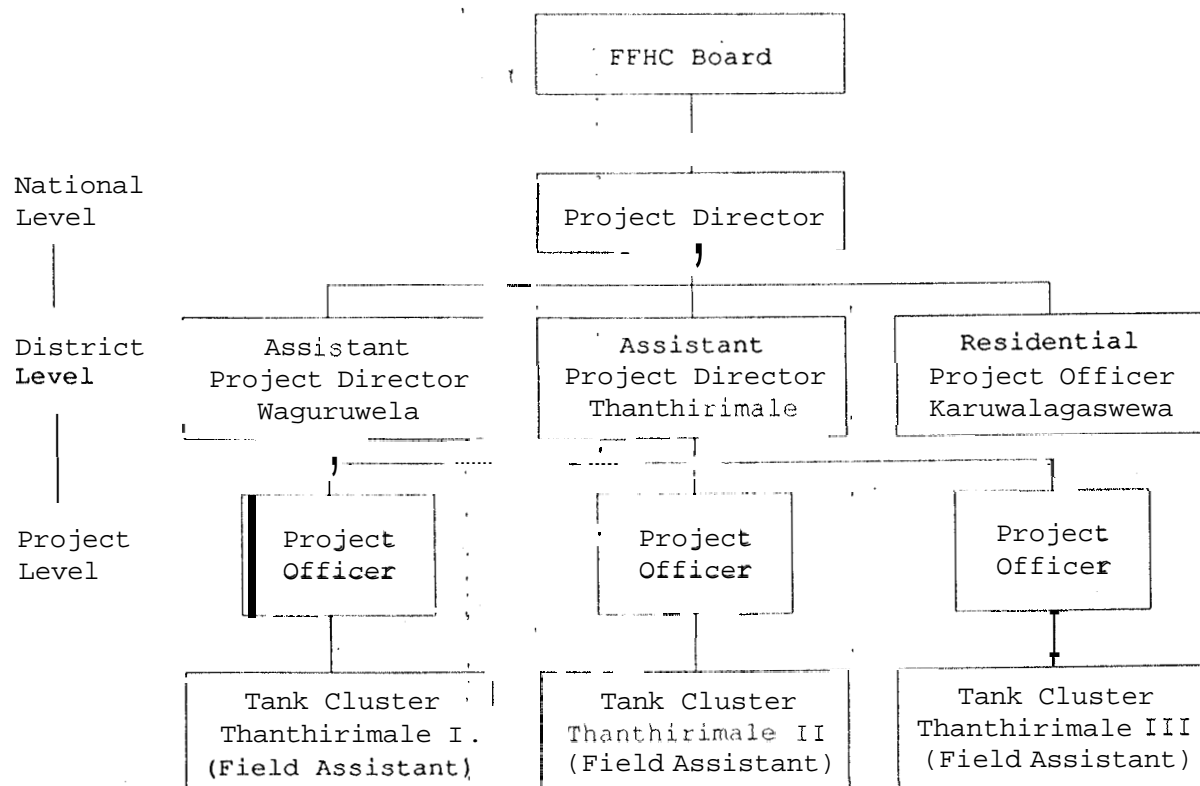 FFHC Board
National
Level
Project Director
District
Level
Assistant
Project Director
Waguruwela
Assistant
Project Director
Thanthirimale
Residential
Project Officer
Karuwalagaswewa
Project
Level
Project
Officer
Project
Officer
Project
Officer
Tank Cluster
Thanthirimale I.
(Field Assistant)
Tank Cluster
Thanthirimale II
(Field Assistant)
Tank Cluster
Thanthirimale III
(Field Assistant)